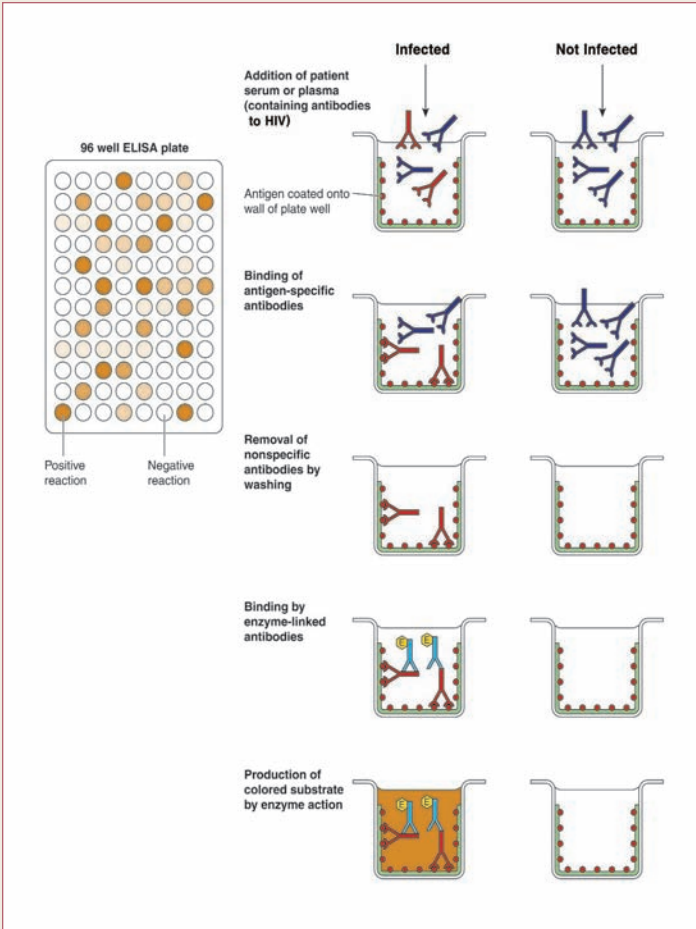 Infected
Not Infected
Addition of patient
serum or plasma
(containing antibodies
to HIV)
96 well ELISA plate
Antigen coated onto
wall of plate well
Binding of
antigen-specific
antibodies
Positive
reaction
Negative
reaction
Removal of
nonspecific
antibodies by
washing
Binding by
enzyme-linked
antibodies
E
E
Production of
colored substrate
by enzyme action
E
E